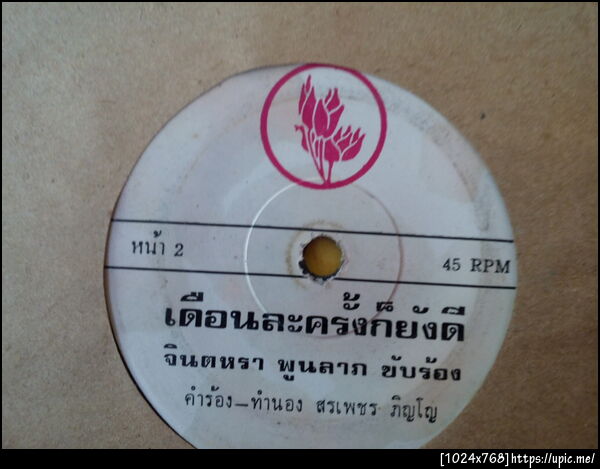 หน้า 2
45 RPM
เดือนละครั้งก็ยังดี
จินตหรา พูนลาภ ขับร้อง
คำร้อง-ทำนอง สรเพชร ภิญโญ
[1024x768]https://upic.me/